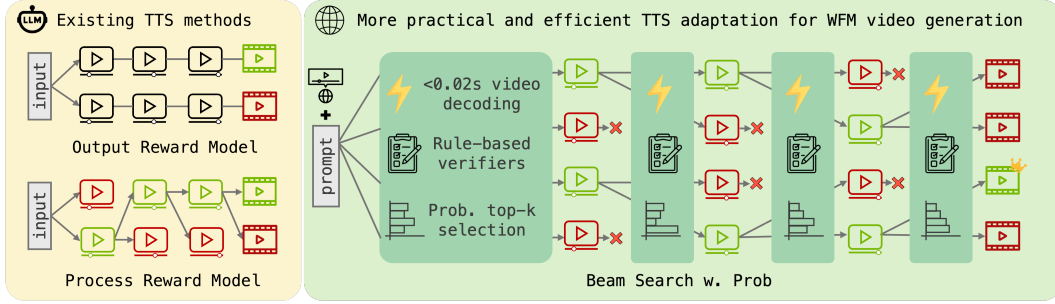 LLM
Existing TTS methods
input
Output Reward Model
input
Process Reward Model
More practical and efficient TTS adaptation for WFM video generation
prompt
<0.02s video
decoding
Rule-based
verifiers
Prob. top-k
selection
Beam Search w. Prob